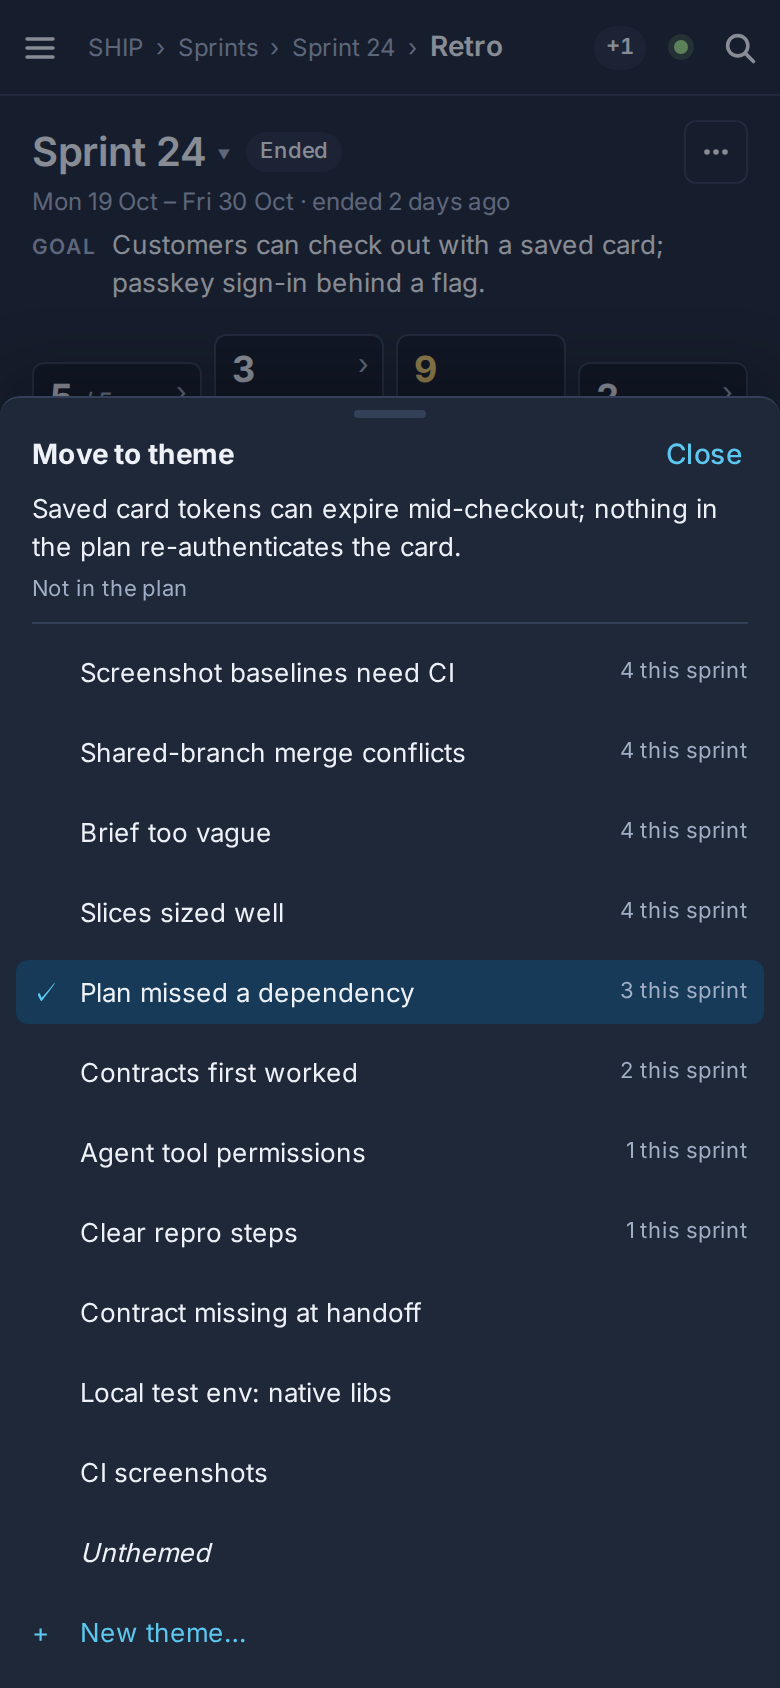 SHIP › Sprints › Sprint 24 › Retro +1
Sprint 24 ▾ Ended
Mon 19 Oct – Fri 30 Oct · ended 2 days ago
GOAL Customers can check out with a saved card;
passkey sign-in behind a flag.
5 / 5 › 3 › 9 2 ›
Move to theme Close
Saved card tokens can expire mid-checkout; nothing in
the plan re-authenticates the card.
Not in the plan
Screenshot baselines need CI 4 this sprint
Shared-branch merge conflicts 4 this sprint
Brief too vague 4 this sprint
Slices sized well 4 this sprint
✓ Plan missed a dependency 3 this sprint
Contracts first worked 2 this sprint
Agent tool permissions 1 this sprint
Clear repro steps 1 this sprint
Contract missing at handoff
Local test env: native libs
CI screenshots
Unthemed
+ New theme...